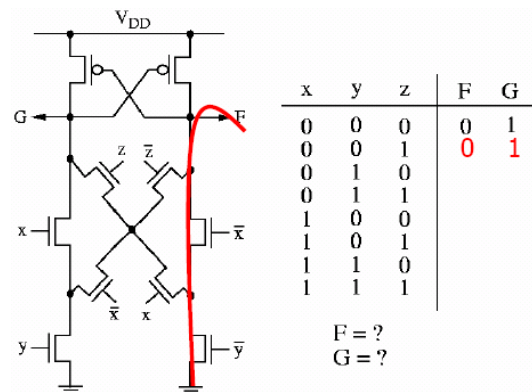 V_DD
G F
z z̅
x x̅
x̅ x
y y̅
x y z F G
0 0 0 0 1
0 0 1 0 1
0 1 0
0 1 1
1 0 0
1 0 1
1 1 0
1 1 1
F = ?
G = ?